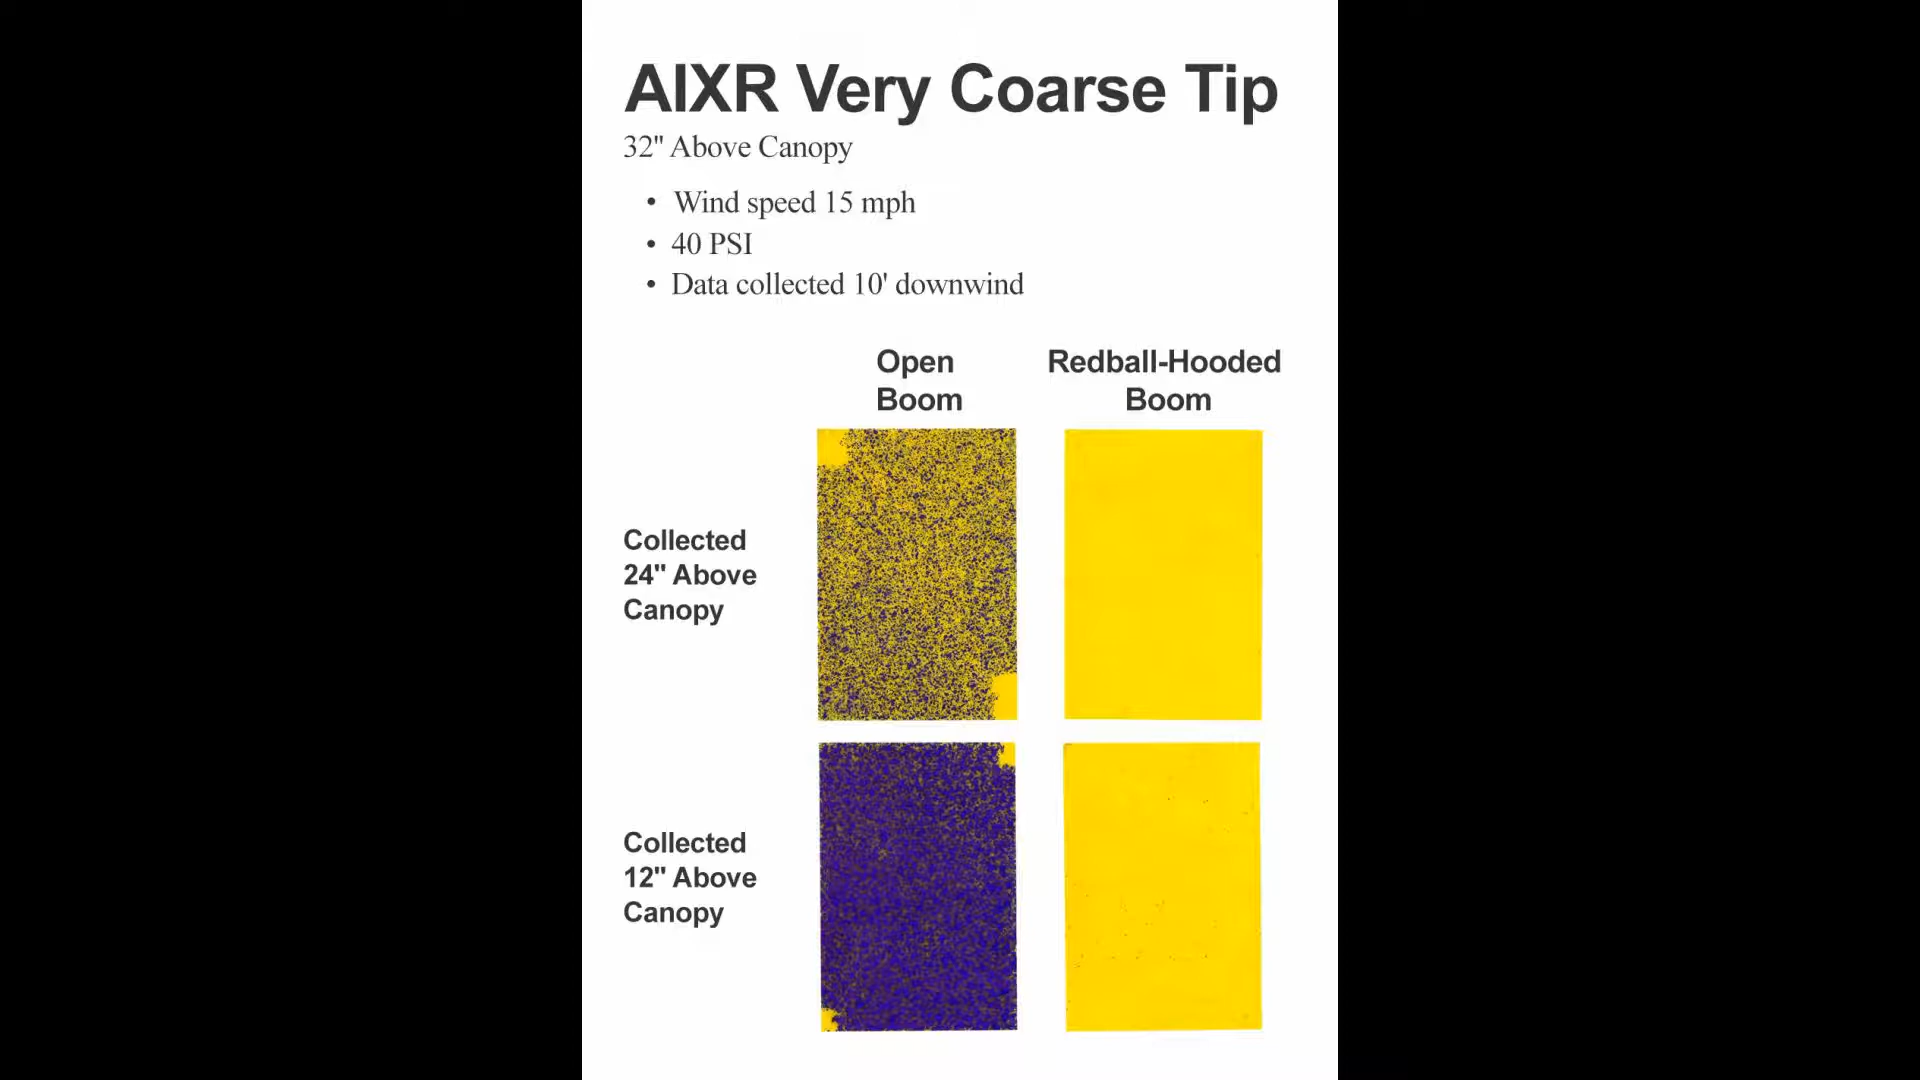 AIXR Very Coarse Tip
32" Above Canopy
• Wind speed 15 mph
• 40 PSI
• Data collected 10' downwind
Open
Boom
Redball-Hooded
Boom
Collected
24" Above
Canopy
Collected
12" Above
Canopy